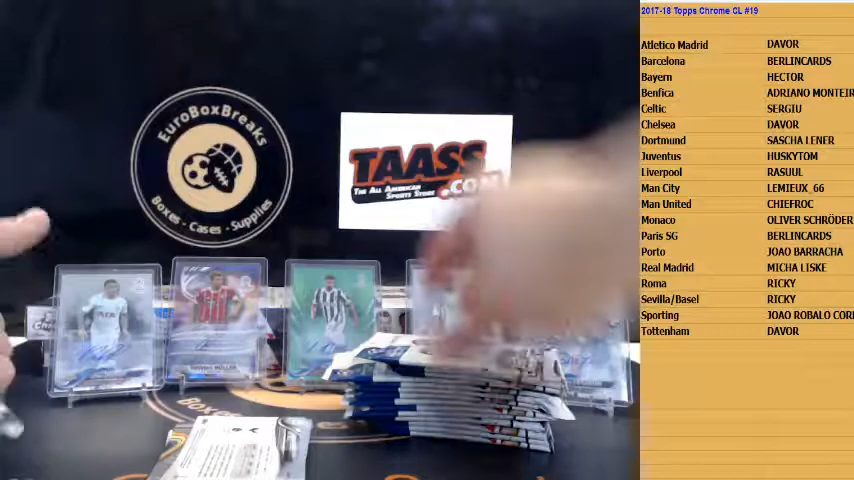 2017-18 Topps Chrome CL #19
Atletico Madrid DAVOR
Barcelona BERLINCARDS
Bayern HECTOR
Benfica ADRIANO MONTEIR
Celtic SERGIU
Chelsea DAVOR
Dortmund SASCHA LENER
Juventus HUSKYTOM
Liverpool RASUUL
Man City LEMIEUX_66
Man United CHIEFROC
Monaco OLIVER SCHRÖDER
Paris SG BERLINCARDS
Porto JOAO BARRACHA
Real Madrid MICHA LISKE
Roma RICKY
Sevilla/Basel RICKY
Sporting JOAO ROBALO COR
Tottenham DAVOR
EuroBoxBreaks
Boxes - Cases - Supplies
TAASS
The All American
Sports Store .COM
THOMAS MÜLLER